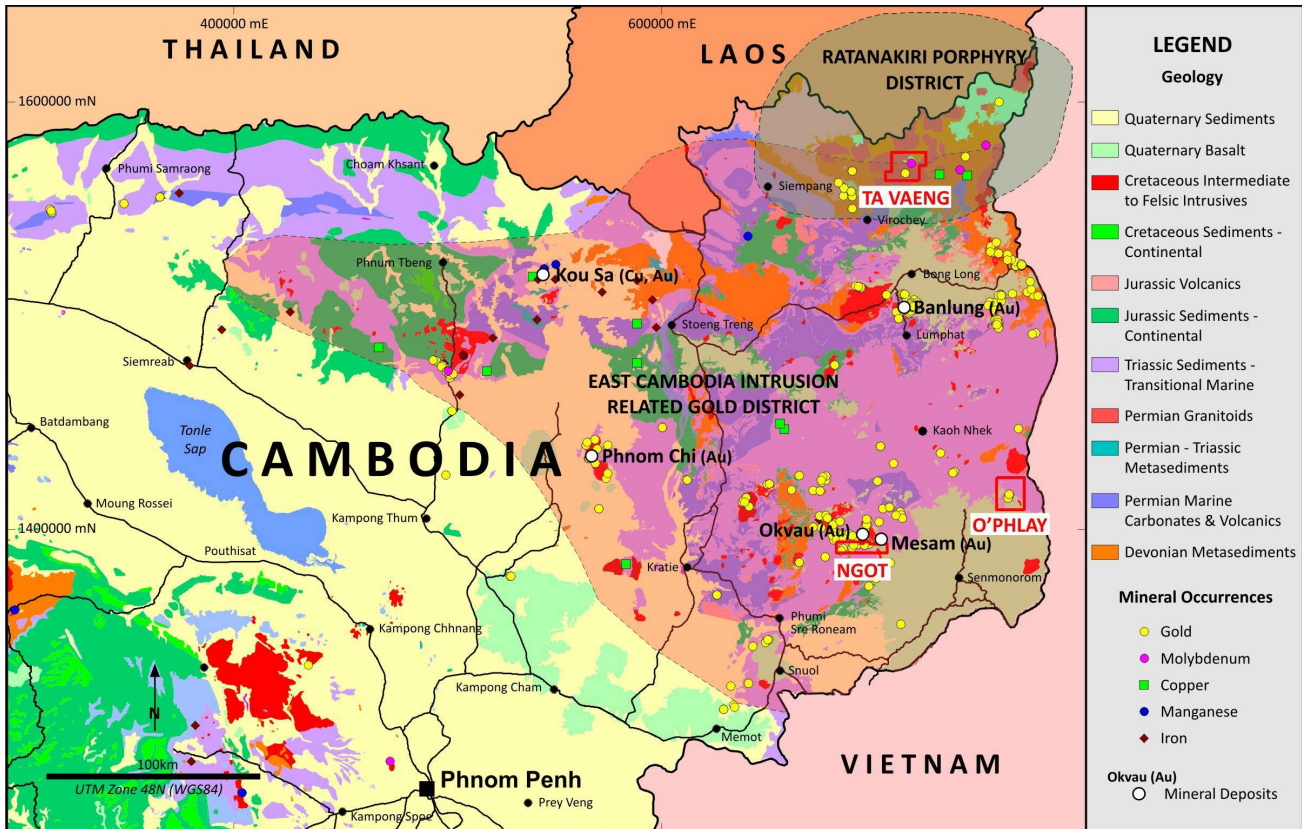 400000 mE
600000 mE
1600000 mN
1400000 mN
THAILAND
LAOS
RATANAKIRI PORPHYRY
DISTRICT
Phumi Samraong
Choam Khsant
Siempang
TA VAENG
Virochey
Phnum Tbeng
Kou Sa (Cu, Au)
Bong Long
Banlung (Au)
Stoeng Treng
Lumphat
Siemreab
EAST CAMBODIA INTRUSION
RELATED GOLD DISTRICT
Batdambang
Tonle
Sap
CAMBODIA
Kaoh Nhek
Phnom Chi (Au)
Moung Rossei
Kampong Thum
O'PHLAY
Okvau (Au)
Mesam (Au)
NGOT
Pouthisat
Kratie
Senmonorom
Kampong Chhnang
Phumi
Sre Roneam
Snuol
Kampong Cham
N
Memot
100km
UTM Zone 48N (WGS84)
VIETNAM
Phnom Penh
Prey Veng
Kampong Spoe
LEGEND
Geology
Quaternary Sediments
Quaternary Basalt
Cretaceous Intermediate
to Felsic Intrusives
Cretaceous Sediments -
Continental
Jurassic Volcanics
Jurassic Sediments -
Continental
Triassic Sediments -
Transitional Marine
Permian Granitoids
Permian - Triassic
Metasediments
Permian Marine
Carbonates & Volcanics
Devonian Metasediments
Mineral Occurrences
Gold
Molybdenum
Copper
Manganese
Iron
Okvau (Au)
Mineral Deposits